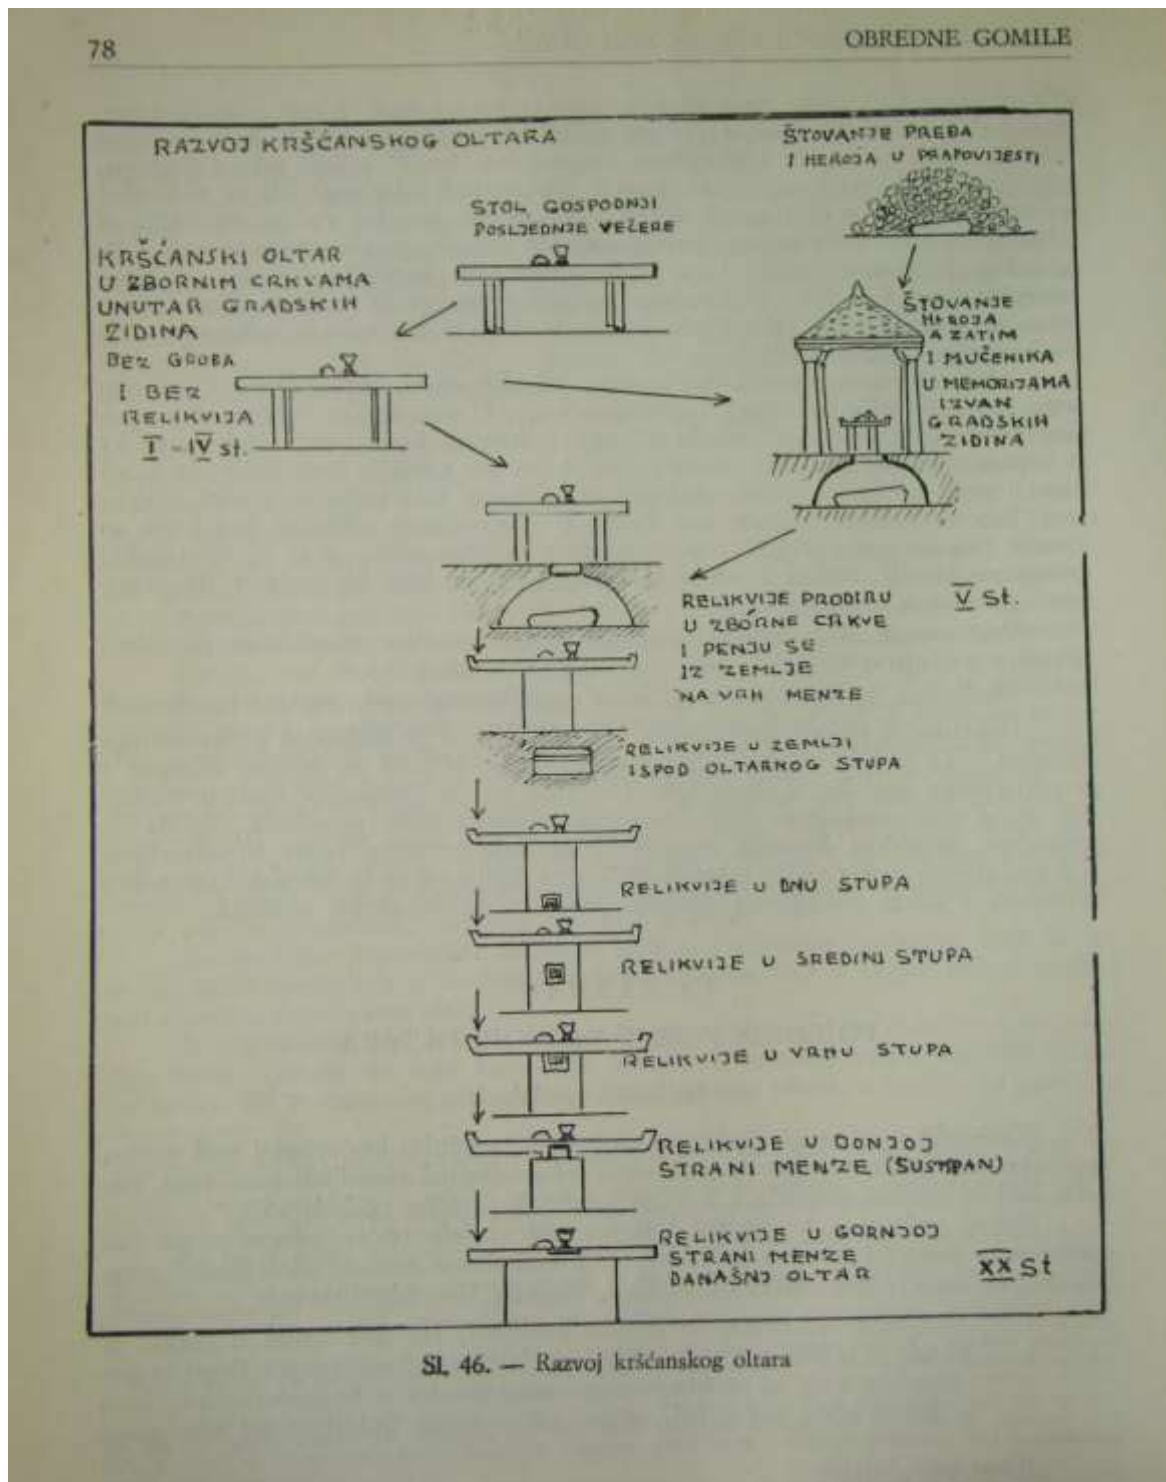 78
OBREDNE GOMILE
RAZVOJ KRŠĆANSKOG OLTARA
ŠTOVANJE PREĐA
I HEROJA U PRAPOVIJESTI
STOL GOSPODNJI
POSLJEDNJE VEČERE
KRŠĆANSKI OLTAR
U ZBORNIM CRKVAMA
UNUTAR GRADSKIH
ZIDINA
BEZ GROBA
I BEZ
RELIKVIJA
I - IV st.
ŠTOVANJE
HEROJA
A ZATIM
I MUČENIKA
U MEMORIJAMA
IZVAN
GRADSKIH
ZIDINA
RELIKVIJE PRODIRU
U ZBORNE CRKVE
I PENJU SE
IZ ZEMLJE
NA VRH MENZE
V St.
RELIKVIJE U ZEMLJI
ISPOD OLTARNOG STUPA
RELIKVIJE U DNU STUPA
RELIKVIJE U SREDINI STUPA
RELIKVIJE U VRHU STUPA
RELIKVIJE U DONJOJ
STRANI MENZE (SUSTIPAN)
RELIKVIJE U GORNJOJ
STRANI MENZE
DANAŠNJ OLTAR
XX St
Sl. 46. — Razvoj kršćanskog oltara